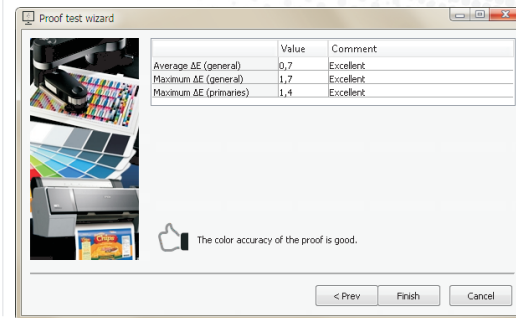 Proof test wizard
Value Comment
Average ΔE (general) 0,7 Excellent
Maximum ΔE (general) 1,7 Excellent
Maximum ΔE (primaries) 1,4 Excellent
Chips
The color accuracy of the proof is good.
< Prev Finish Cancel